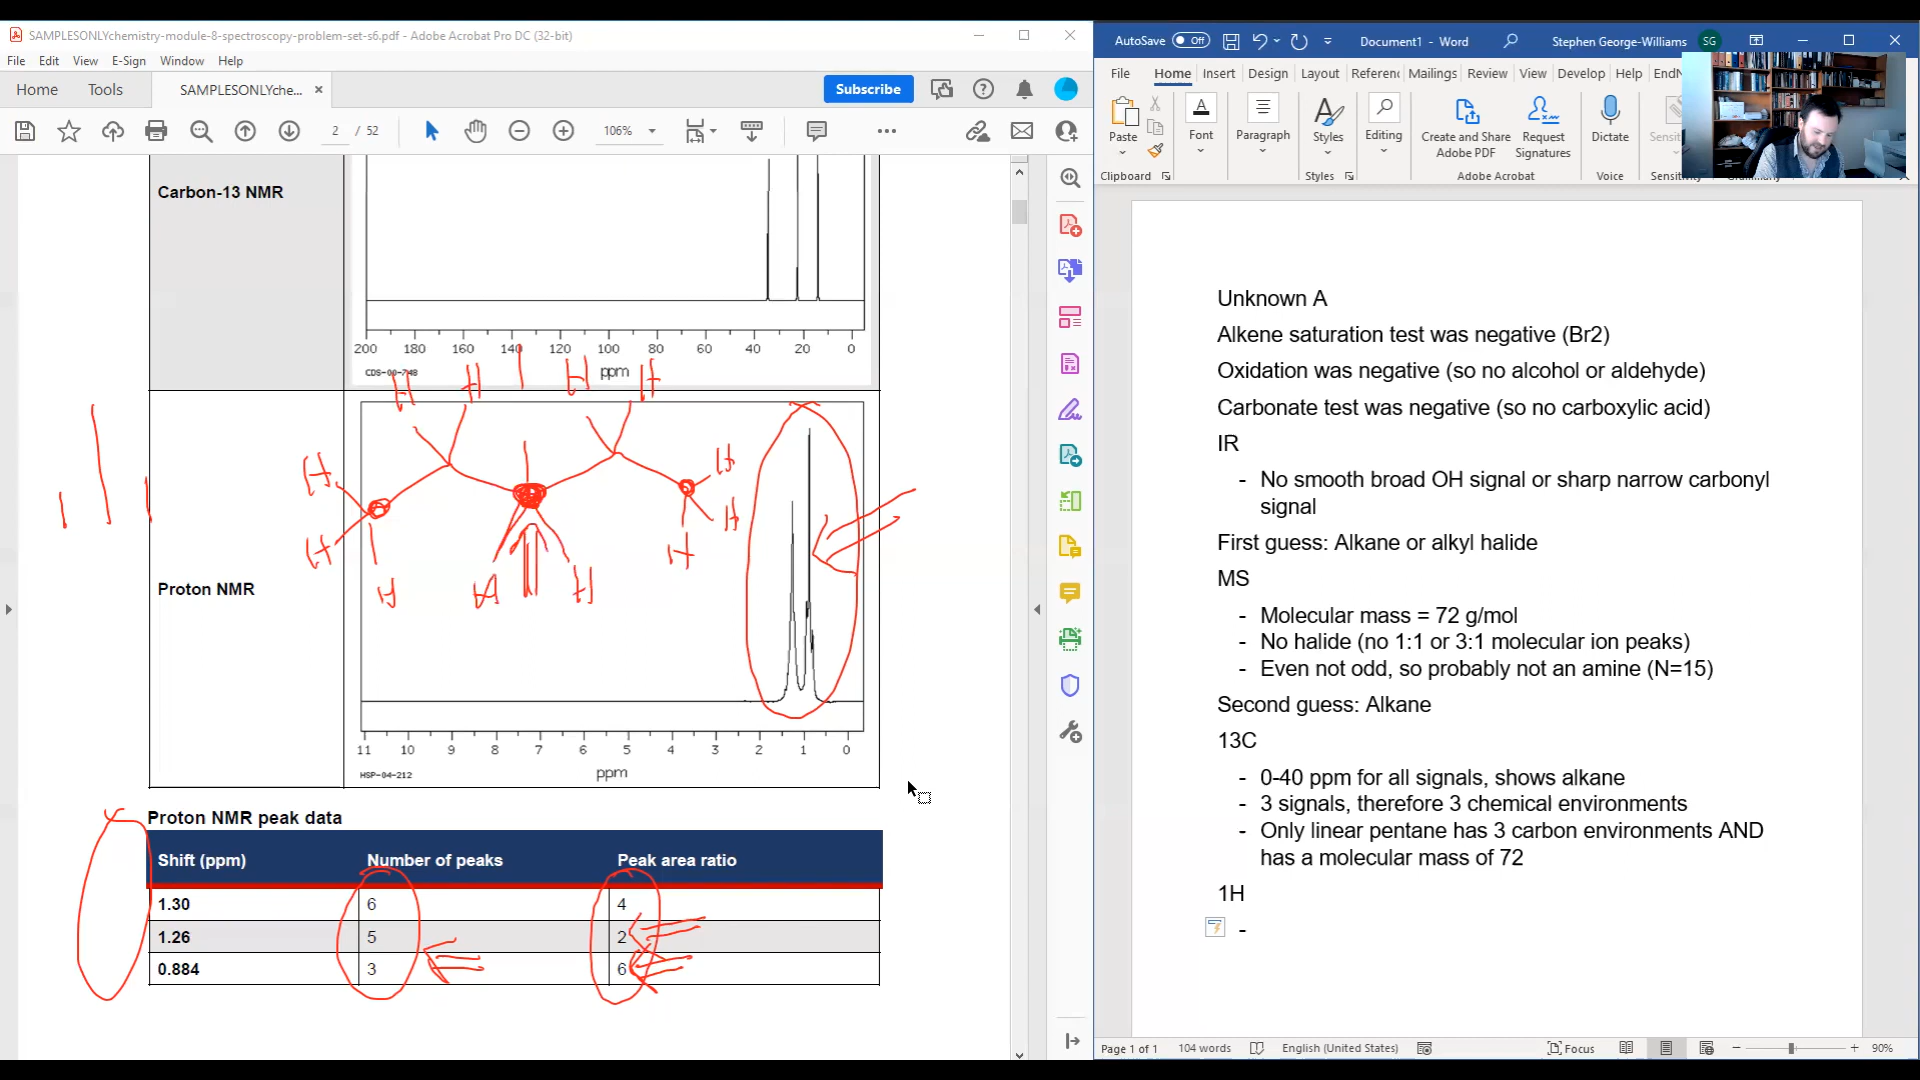 SAMPLESONLYchemistry-module-8-spectroscopy-problem-set-s6.pdf - Adobe Acrobat Pro DC (32-bit)
File Edit View E-Sign Window Help
Home Tools SAMPLESONLYche... ×
Subscribe
2 / 52 106%
Carbon-13 NMR
200 180 160 140 120 100 80 60 40 20 0
ppm
H H H H
H H
H H
H H H H
Proton NMR
11 10 9 8 7 6 5 4 3 2 1 0
HSP-04-212 ppm
Proton NMR peak data
Shift (ppm) Number of peaks Peak area ratio
1.30 6 4
1.26 5 2
0.884 3 6
AutoSave Off Document1 - Word Stephen George-Williams SG
File Home Insert Design Layout Referenc Mailings Review View Develop Help EndN
Paste Font Paragraph Styles Editing Create and Share Adobe PDF Request Signatures Dictate Sensit
Clipboard Styles Adobe Acrobat Voice
Unknown A
Alkene saturation test was negative (Br2)
Oxidation was negative (so no alcohol or aldehyde)
Carbonate test was negative (so no carboxylic acid)
IR
- No smooth broad OH signal or sharp narrow carbonyl
signal
First guess: Alkane or alkyl halide
MS
- Molecular mass = 72 g/mol
- No halide (no 1:1 or 3:1 molecular ion peaks)
- Even not odd, so probably not an amine (N=15)
Second guess: Alkane
13C
- 0-40 ppm for all signals, shows alkane
- 3 signals, therefore 3 chemical environments
- Only linear pentane has 3 carbon environments AND
has a molecular mass of 72
1H
-
Page 1 of 1 104 words English (United States) Focus 90%